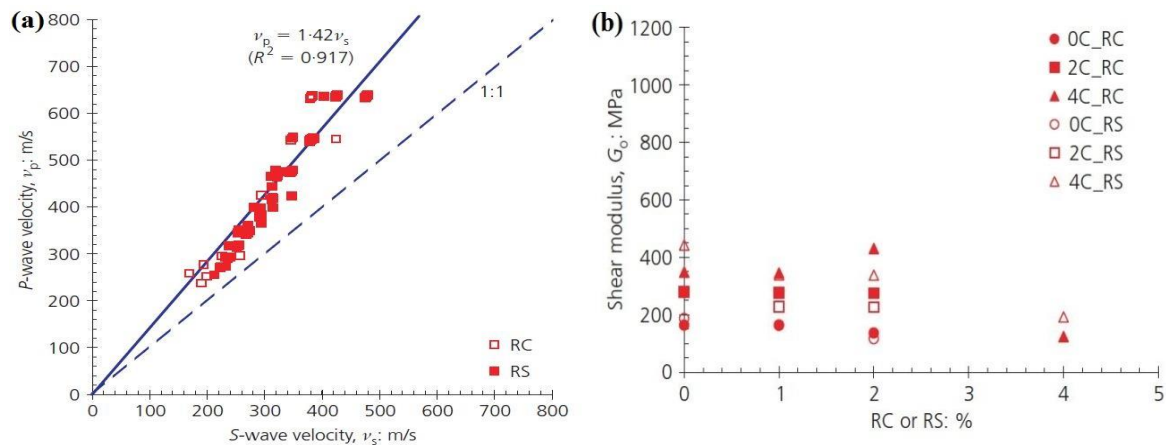 (a)
800
700
600
500
400
300
200
100
0
P-wave velocity, νp: m/s
νp = 1·42νs
(R² = 0·917)
1:1
RC
RS
0 100 200 300 400 500 600 700 800
S-wave velocity, νs: m/s
(b)
1200
1000
800
600
400
200
0
Shear modulus, Go: MPa
0C_RC
2C_RC
4C_RC
0C_RS
2C_RS
4C_RS
0 1 2 3 4 5
RC or RS: %